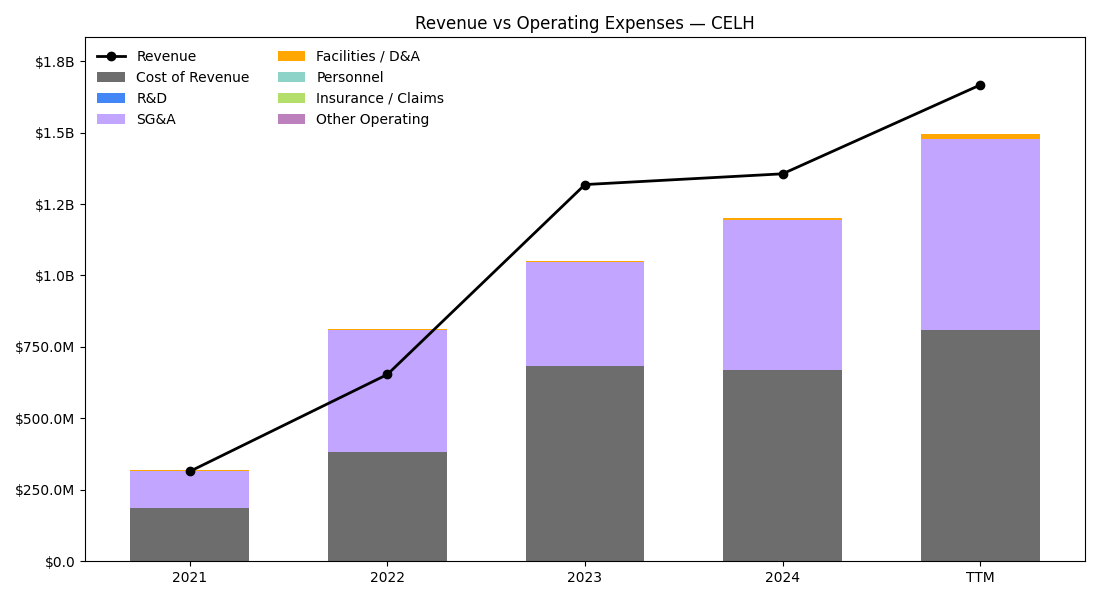 Revenue vs Operating Expenses — CELH
Revenue
Cost of Revenue
R&D
SG&A
Facilities / D&A
Personnel
Insurance / Claims
Other Operating
$1.8B
$1.5B
$1.2B
$1.0B
$750.0M
$500.0M
$250.0M
$0.0
2021 2022 2023 2024 TTM